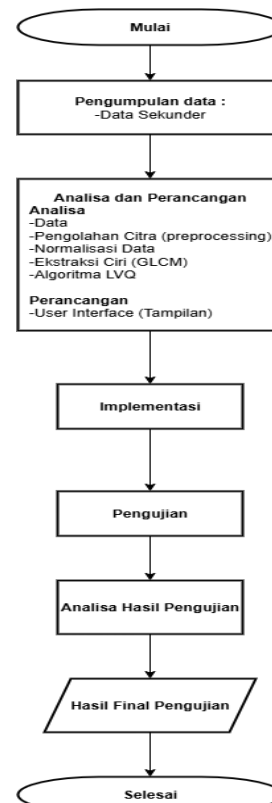 Mulai
Pengumpulan data :
-Data Sekunder
Analisa dan Perancangan
Analisa
-Data
-Pengolahan Citra (preprocessing)
-Normalisasi Data
-Ekstraksi Ciri (GLCM)
-Algoritma LVQ
Perancangan
-User Interface (Tampilan)
Implementasi
Pengujian
Analisa Hasil Pengujian
Hasil Final Pengujian
Selesai